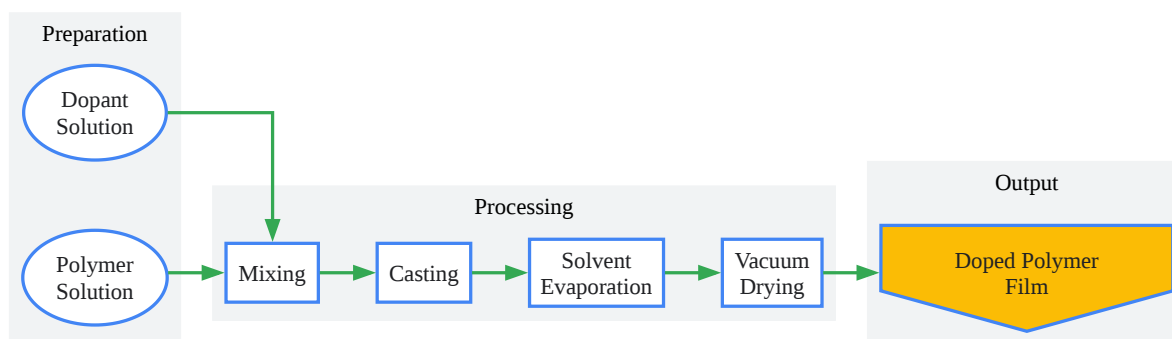 Preparation
Dopant
Solution
Polymer
Solution
Processing
Mixing
Casting
Solvent
Evaporation
Vacuum
Drying
Output
Doped Polymer
Film